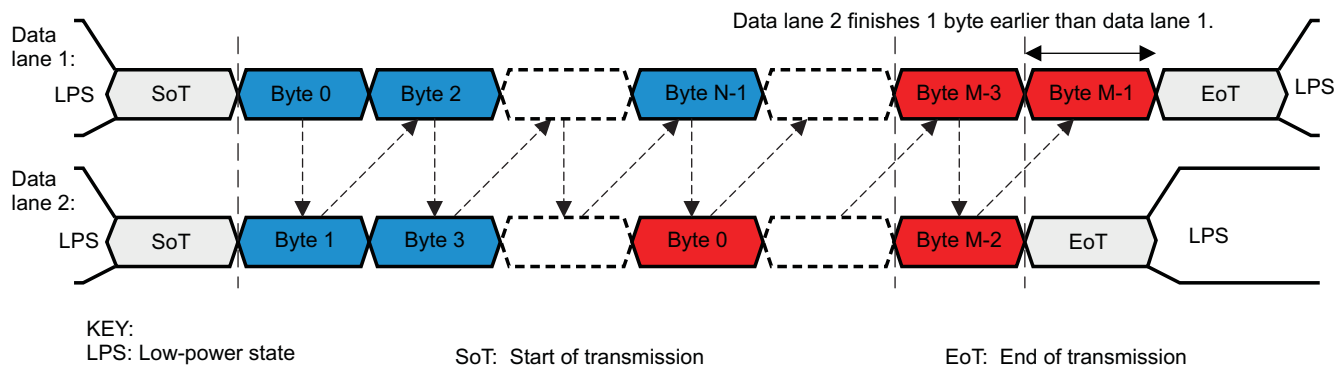 Data lane 2 finishes 1 byte earlier than data lane 1.
Data
lane 1:
LPS
SoT
Byte 0
Byte 2
Byte N-1
Byte M-3
Byte M-1
EoT
LPS
Data
lane 2:
LPS
SoT
Byte 1
Byte 3
Byte 0
Byte M-2
EoT
LPS
KEY:
LPS: Low-power state
SoT: Start of transmission
EoT: End of transmission